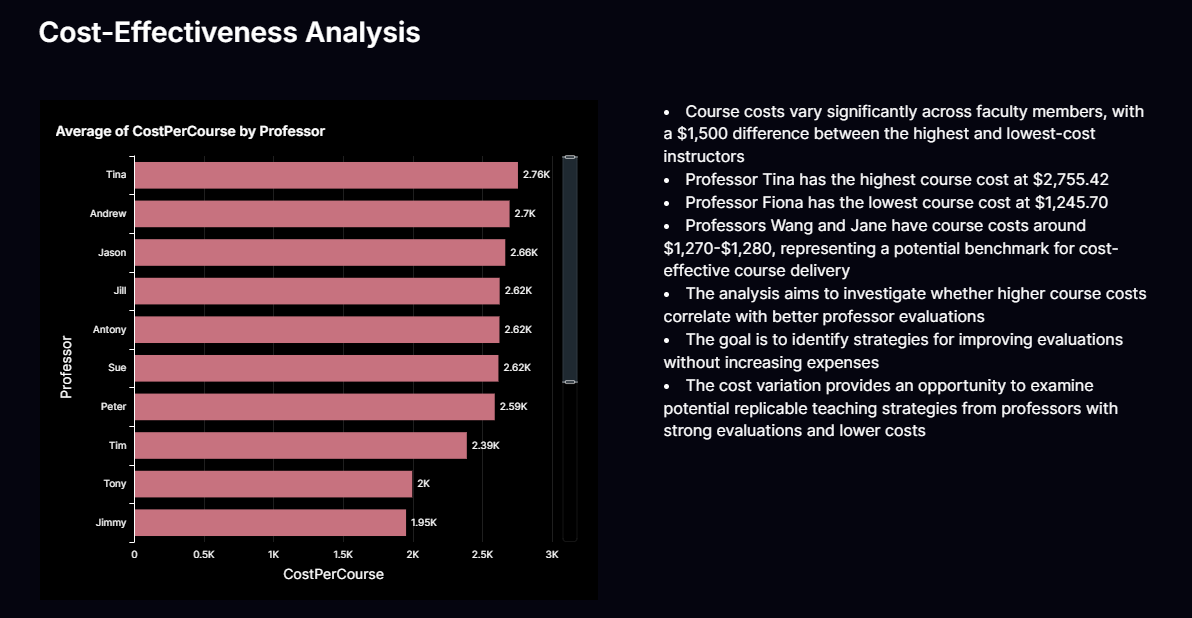 Cost-Effectiveness Analysis
Average of CostPerCourse by Professor
Professor
Tina 2.76K
Andrew 2.7K
Jason 2.66K
Jill 2.62K
Antony 2.62K
Sue 2.62K
Peter 2.59K
Tim 2.39K
Tony 2K
Jimmy 1.95K
0 0.5K 1K 1.5K 2K 2.5K 3K
CostPerCourse
• Course costs vary significantly across faculty members, with
a $1,500 difference between the highest and lowest-cost
instructors
• Professor Tina has the highest course cost at $2,755.42
• Professor Fiona has the lowest course cost at $1,245.70
• Professors Wang and Jane have course costs around
$1,270-$1,280, representing a potential benchmark for cost-
effective course delivery
• The analysis aims to investigate whether higher course costs
correlate with better professor evaluations
• The goal is to identify strategies for improving evaluations
without increasing expenses
• The cost variation provides an opportunity to examine
potential replicable teaching strategies from professors with
strong evaluations and lower costs